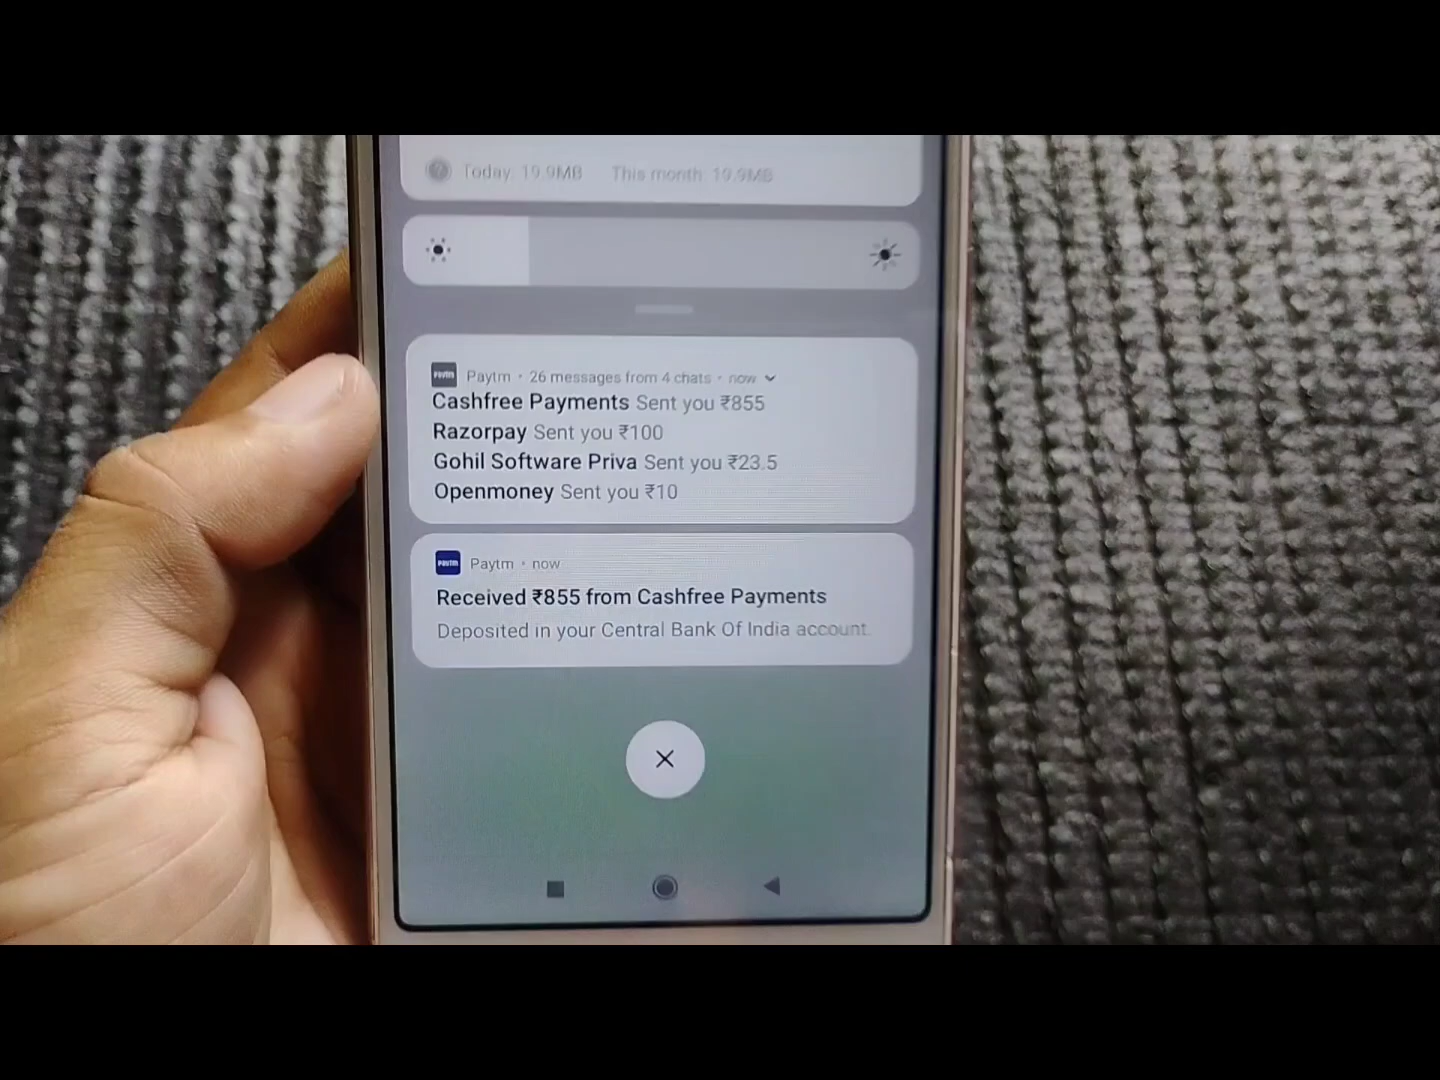 Today: 19.9MB This month: 19.9MB
Paytm • 26 messages from 4 chats • now
Cashfree Payments Sent you ₹855
Razorpay Sent you ₹100
Gohil Software Priva Sent you ₹23.5
Openmoney Sent you ₹10
Paytm • now
Received ₹855 from Cashfree Payments
Deposited in your Central Bank Of India account.